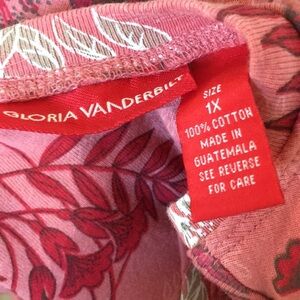 GLORIA VANDERBILT
SIZE
1X
100% COTTON
MADE IN
GUATEMALA
SEE REVERSE
FOR CARE